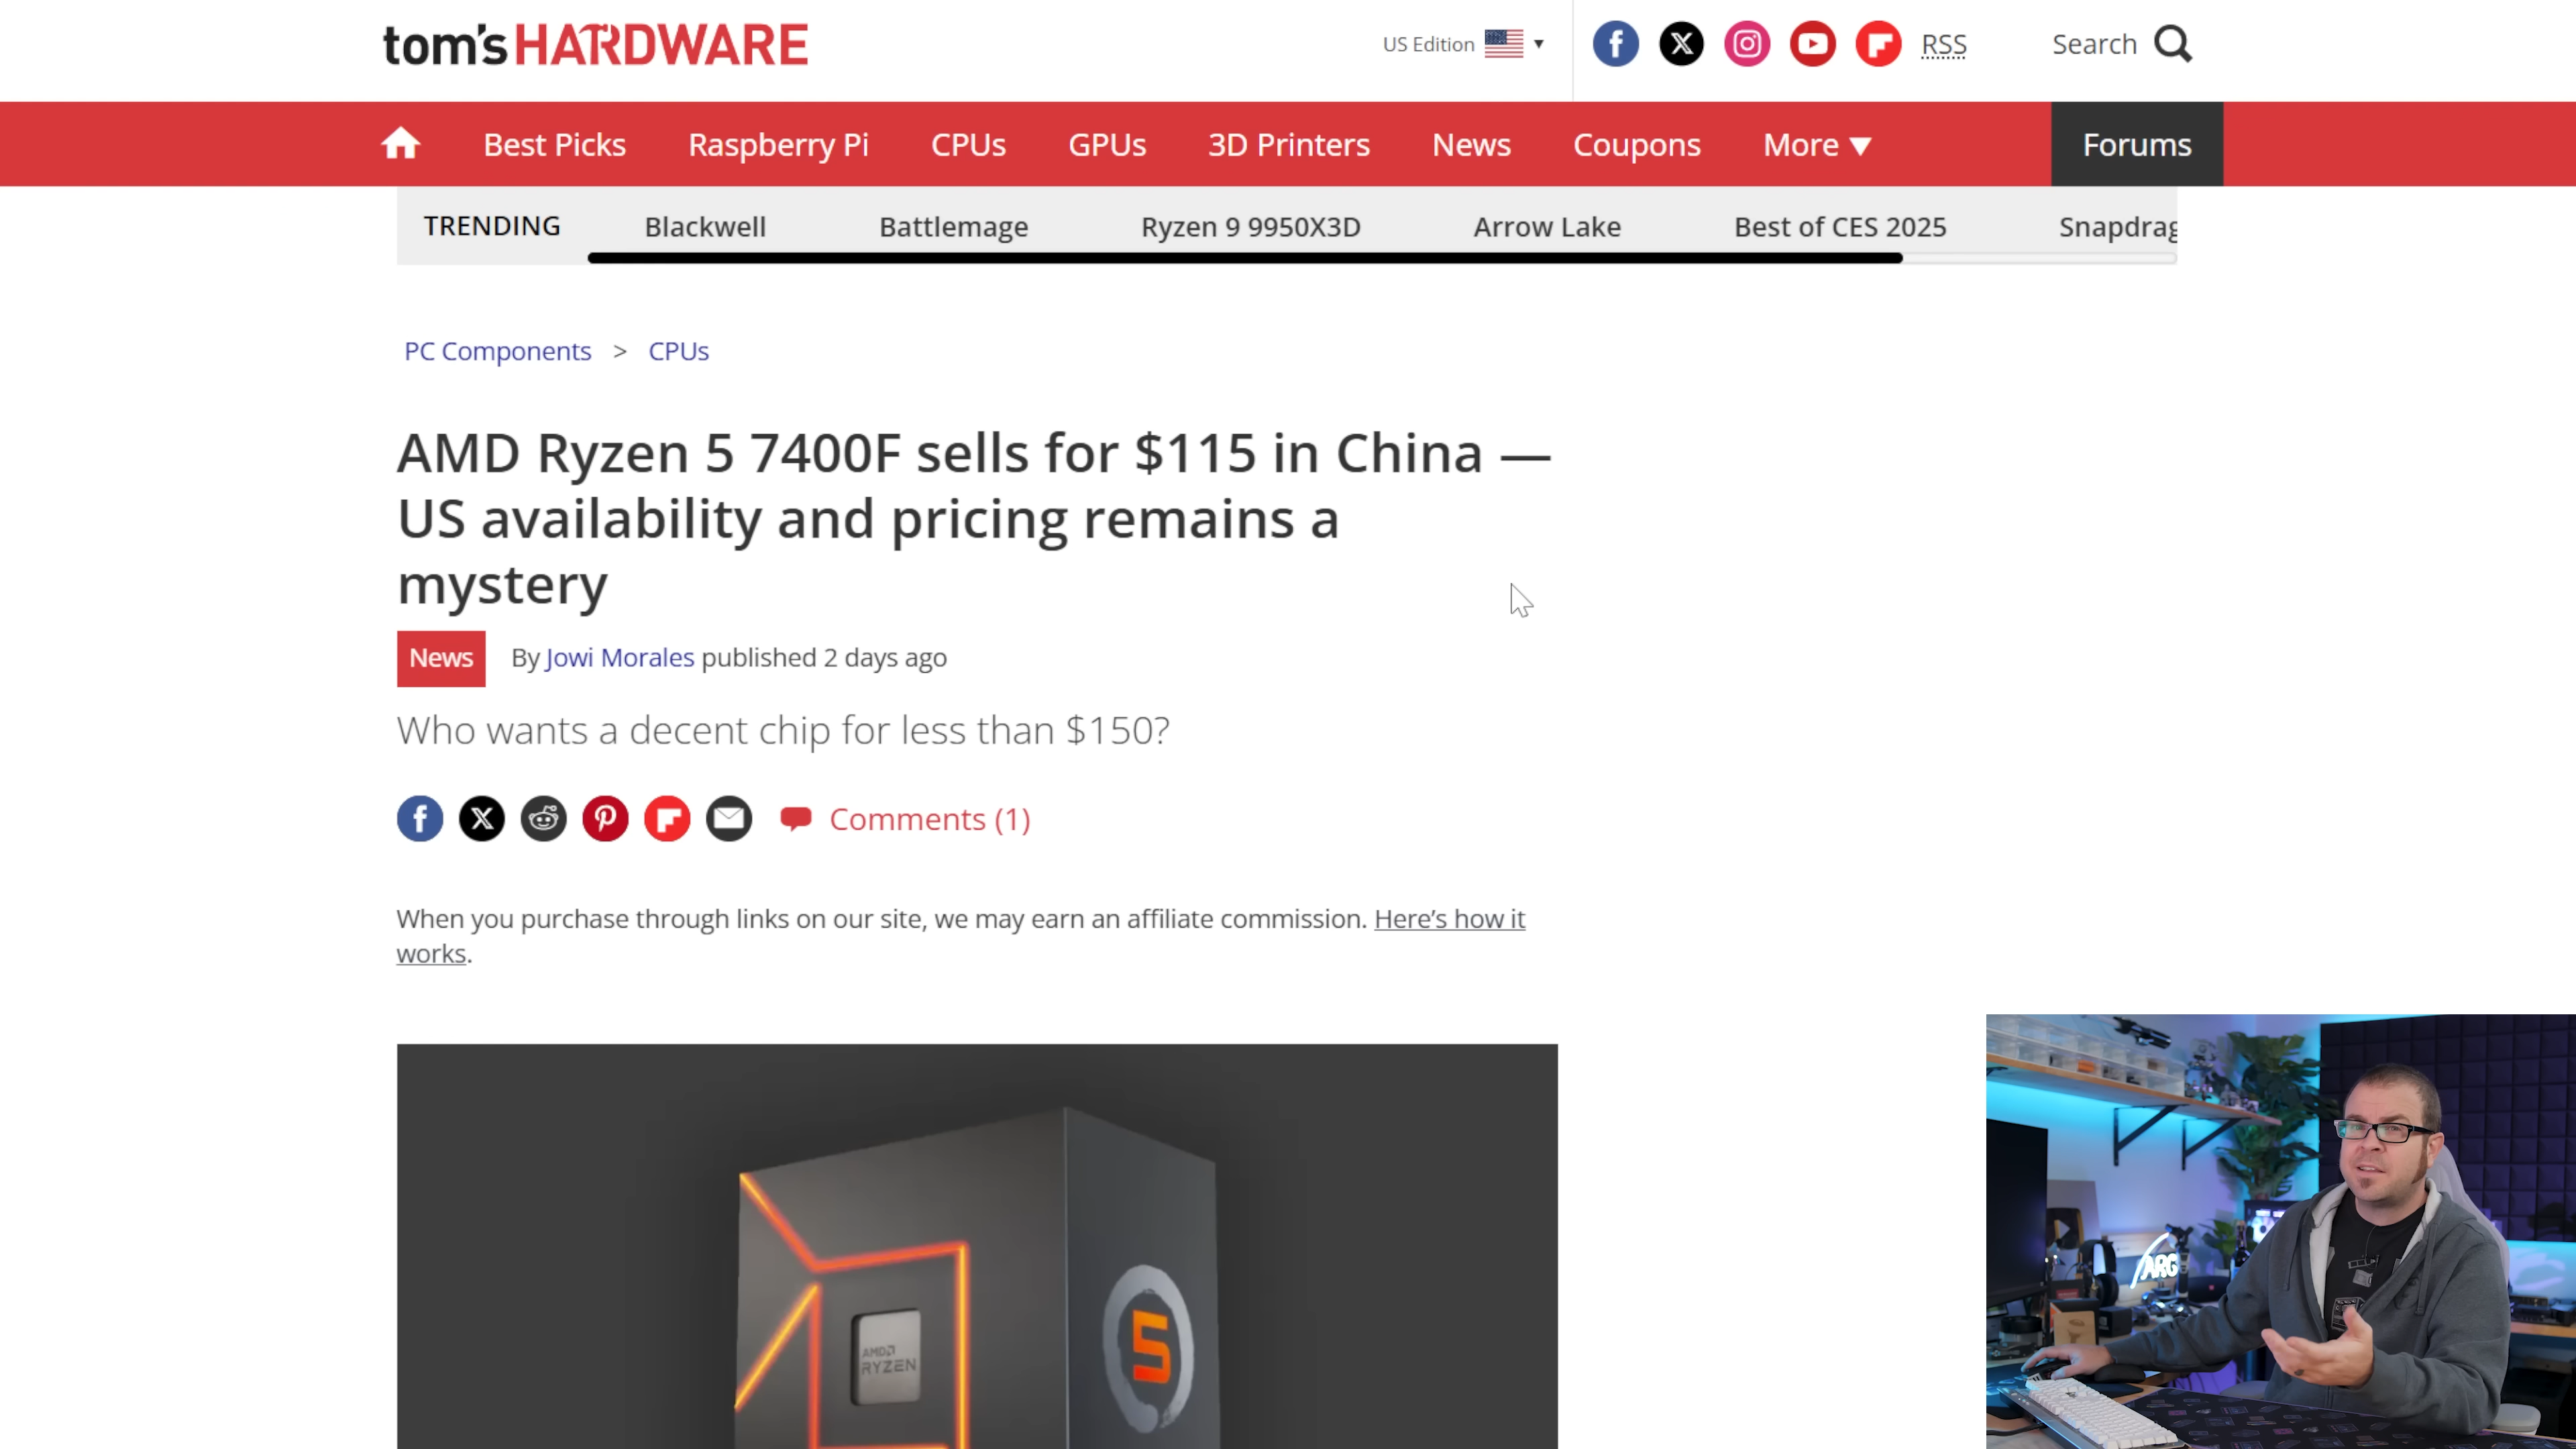 tom'sHARDWARE
US Edition
RSS
Search
Best Picks
Raspberry Pi
CPUs
GPUs
3D Printers
News
Coupons
More
Forums
TRENDING
Blackwell
Battlemage
Ryzen 9 9950X3D
Arrow Lake
Best of CES 2025
Snapdrag
PC Components > CPUs
AMD Ryzen 5 7400F sells for $115 in China —
US availability and pricing remains a
mystery
News
By Jowi Morales published 2 days ago
Who wants a decent chip for less than $150?
Comments (1)
When you purchase through links on our site, we may earn an affiliate commission. Here's how it
works.
AMD
RYZEN
5
ARG